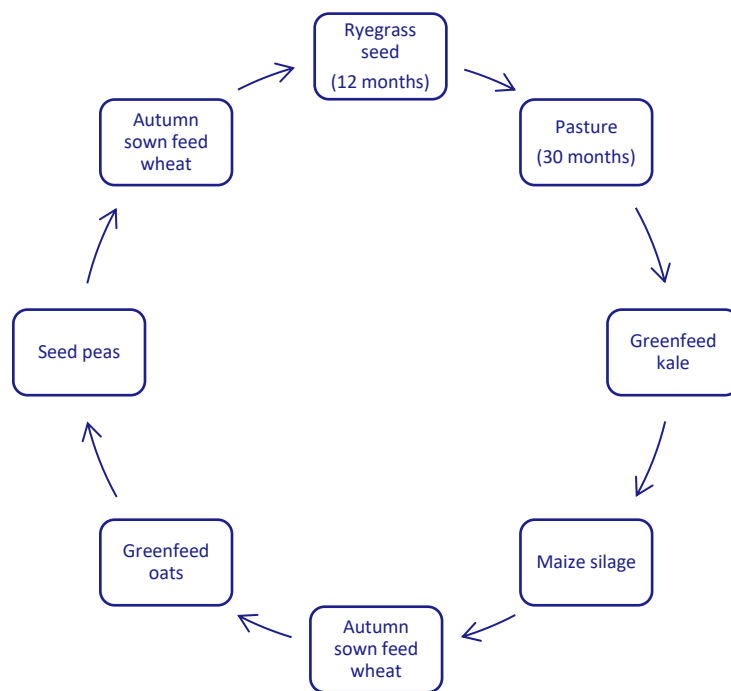 Ryegrass
seed
(12 months)
Pasture
(30 months)
Greenfeed
kale
Maize silage
Autumn
sown feed
wheat
Greenfeed
oats
Seed peas
Autumn
sown feed
wheat